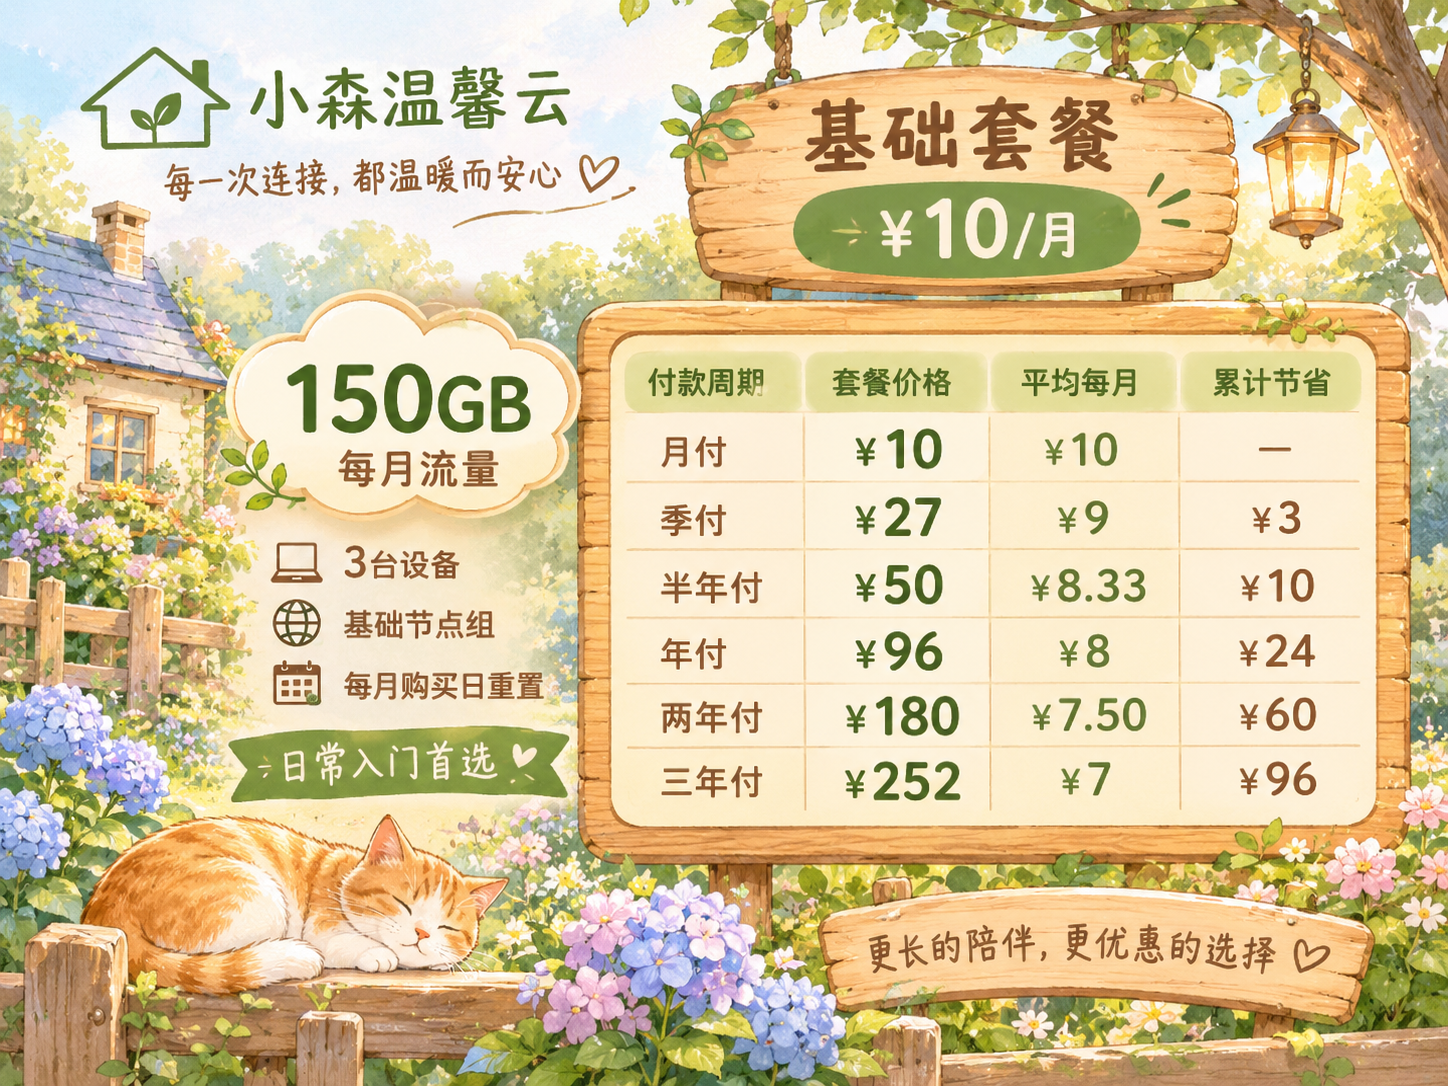 小森温馨云
每一次连接，都温暖而安心
基础套餐
¥10/月
150GB
每月流量
3台设备
基础节点组
每月购买日重置
日常入门首选
付款周期 套餐价格 平均每月 累计节省
月付 ¥10 ¥10 —
季付 ¥27 ¥9 ¥3
半年付 ¥50 ¥8.33 ¥10
年付 ¥96 ¥8 ¥24
两年付 ¥180 ¥7.50 ¥60
三年付 ¥252 ¥7 ¥96
更长的陪伴，更优惠的选择